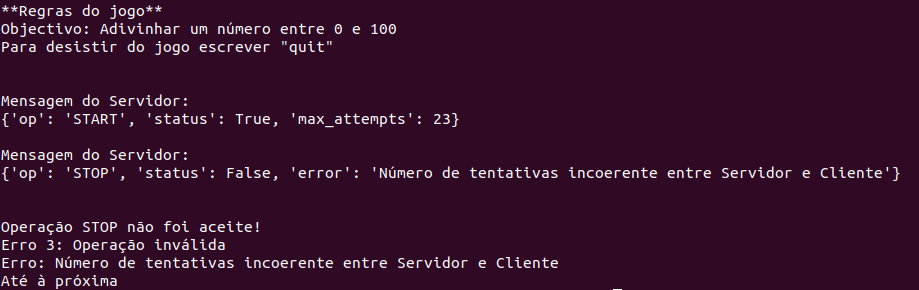 **Regras do jogo**
Objectivo: Adivinhar um número entre 0 e 100
Para desistir do jogo escrever "quit"
Mensagem do Servidor:
{'op': 'START', 'status': True, 'max_attempts': 23}
Mensagem do Servidor:
{'op': 'STOP', 'status': False, 'error': 'Número de tentativas incoerente entre Servidor e Cliente'}
Operação STOP não foi aceite!
Erro 3: Operação inválida
Erro: Número de tentativas incoerente entre Servidor e Cliente
Até à próxima